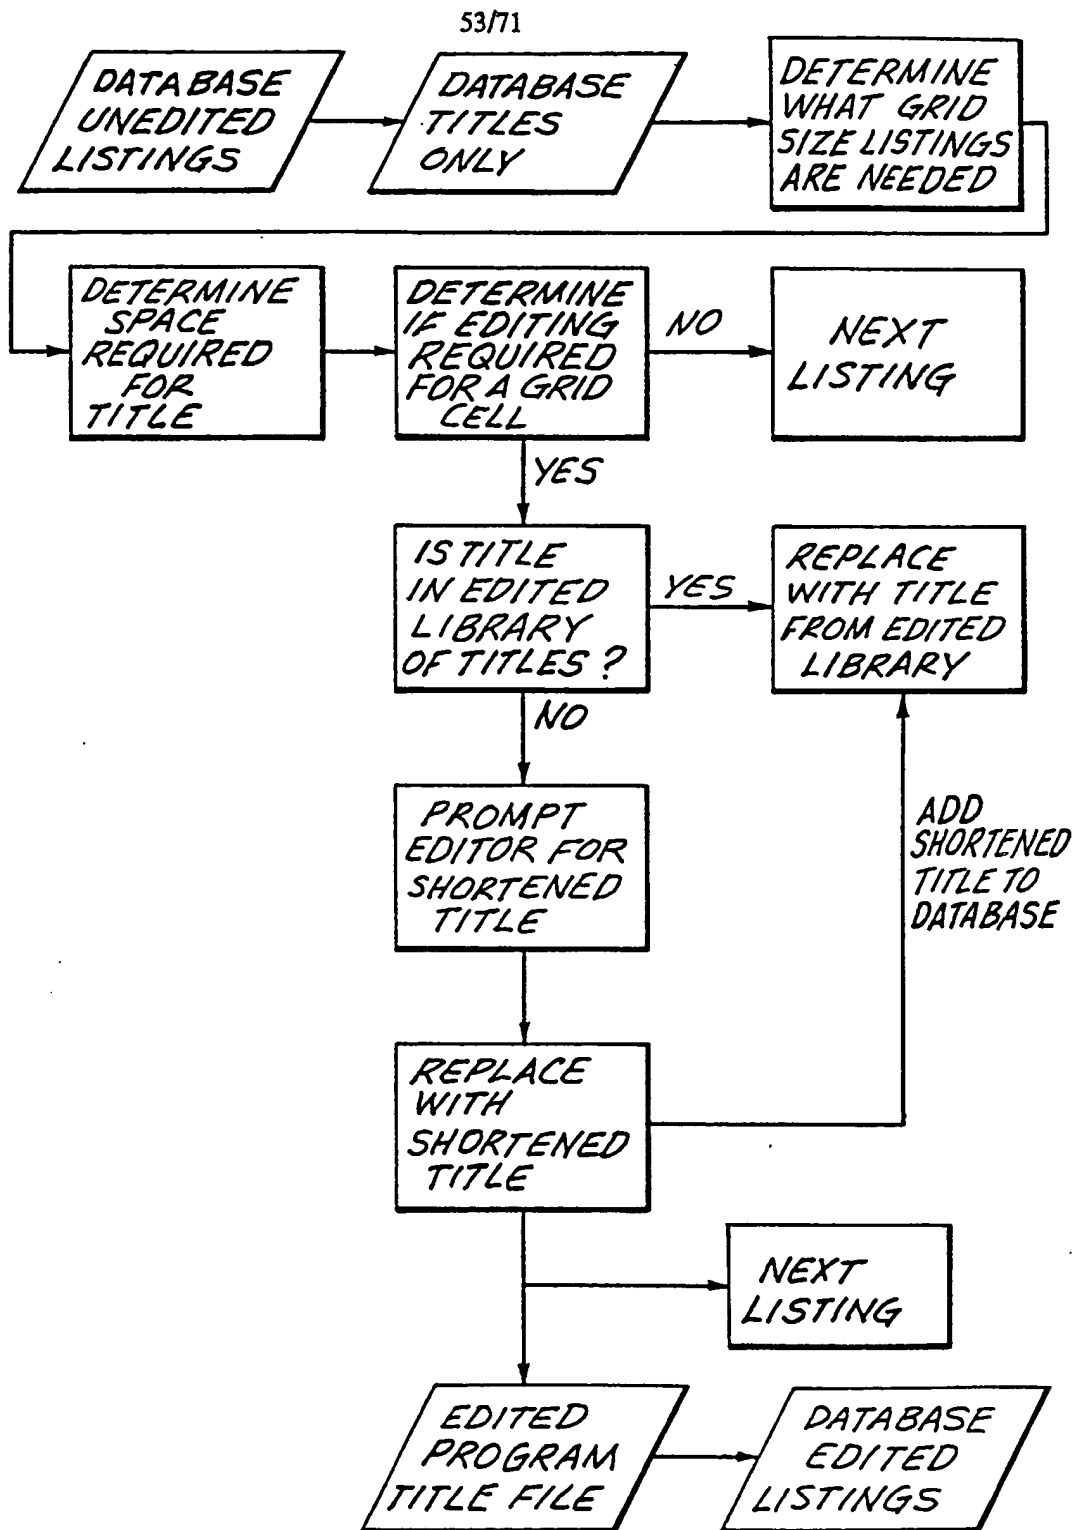 53/71
DATABASE
UNEDITED
LISTINGS
DATABASE
TITLES
ONLY
DETERMINE
WHAT GRID
SIZE LISTINGS
ARE NEEDED
DETERMINE
SPACE
REQUIRED
FOR
TITLE
DETERMINE
IF EDITING
REQUIRED
FOR A GRID
CELL
NO
NEXT
LISTING
YES
IS TITLE
IN EDITED
LIBRARY
OF TITLES ?
YES
REPLACE
WITH TITLE
FROM EDITED
LIBRARY
NO
PROMPT
EDITOR FOR
SHORTENED
TITLE
ADD
SHORTENED
TITLE TO
DATABASE
REPLACE
WITH
SHORTENED
TITLE
NEXT
LISTING
EDITED
PROGRAM
TITLE FILE
DATABASE
EDITED
LISTINGS